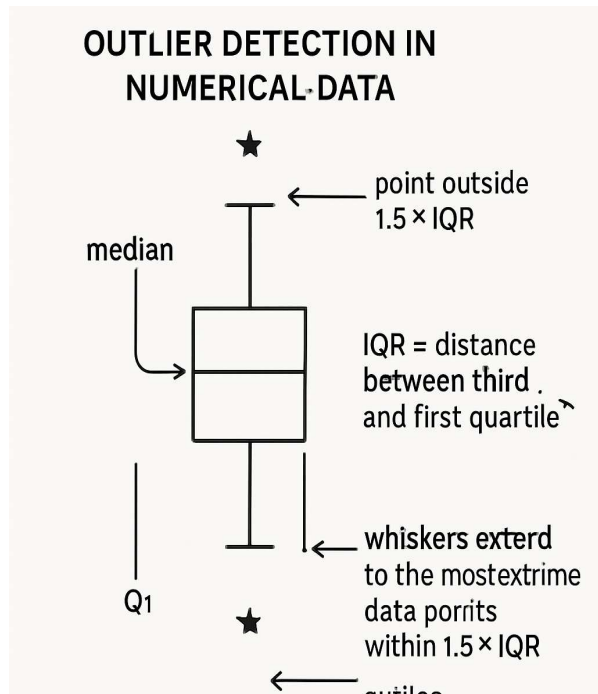 OUTLIER DETECTION IN
NUMERICAL DATA
point outside
1.5 × IQR
median
IQR = distance
between third
and first quartile
whiskers exterd
to the mostextrime
data porrits
within 1.5 × IQR
Q1